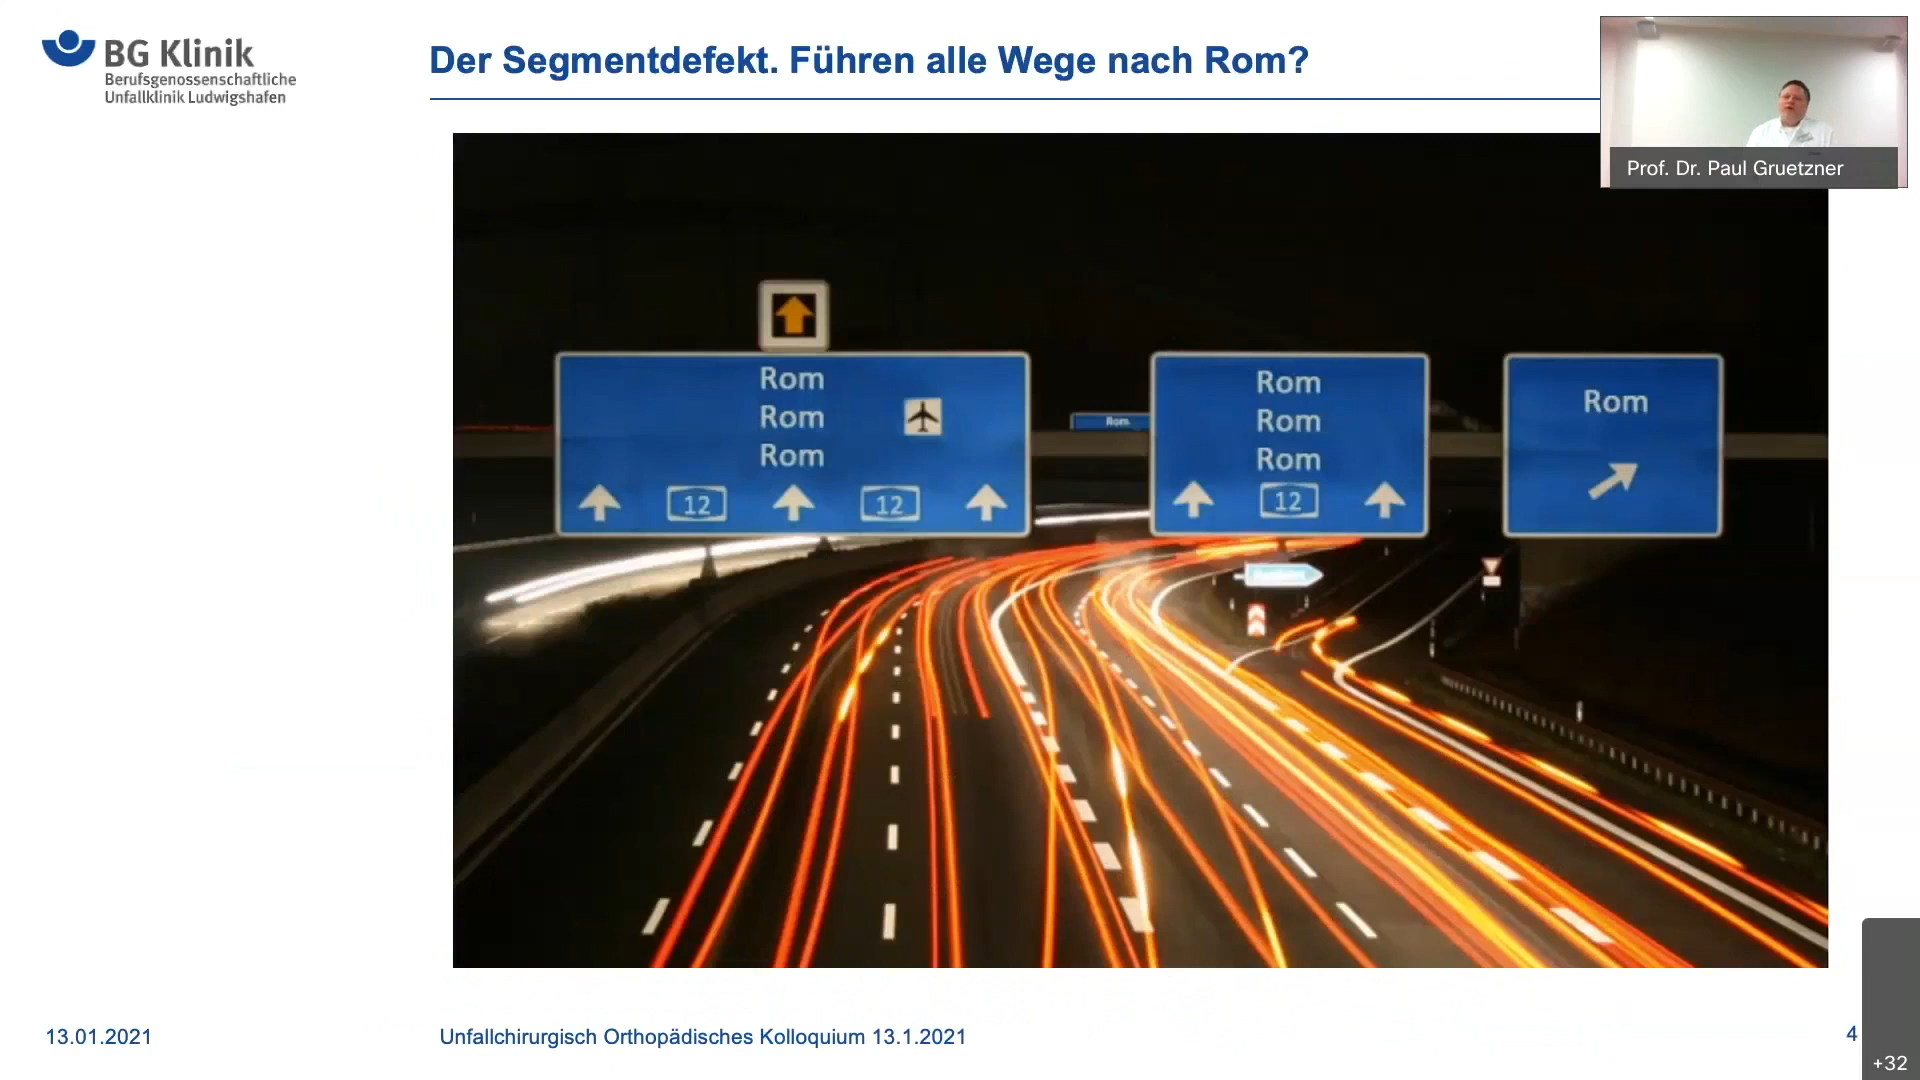 BG Klinik
Berufsgenossenschaftliche
Unfallklinik Ludwigshafen
Der Segmentdefekt. Führen alle Wege nach Rom?
Prof. Dr. Paul Gruetzner
Rom
Rom
Rom
12
12
Rom
Rom
Rom
Rom
12
Rom
13.01.2021
Unfallchirurgisch Orthopädisches Kolloquium 13.1.2021
4
+32